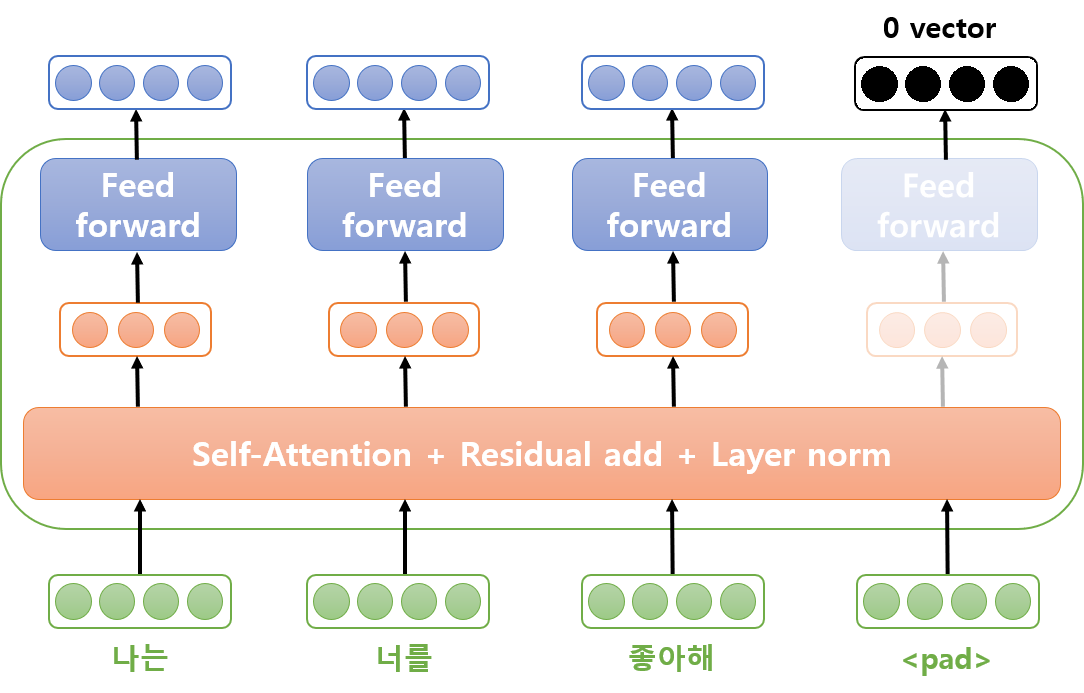 0 vector
Feed
forward
Feed
forward
Feed
forward
Feed
forward
Self-Attention + Residual add + Layer norm
나는
너를
좋아해
<pad>